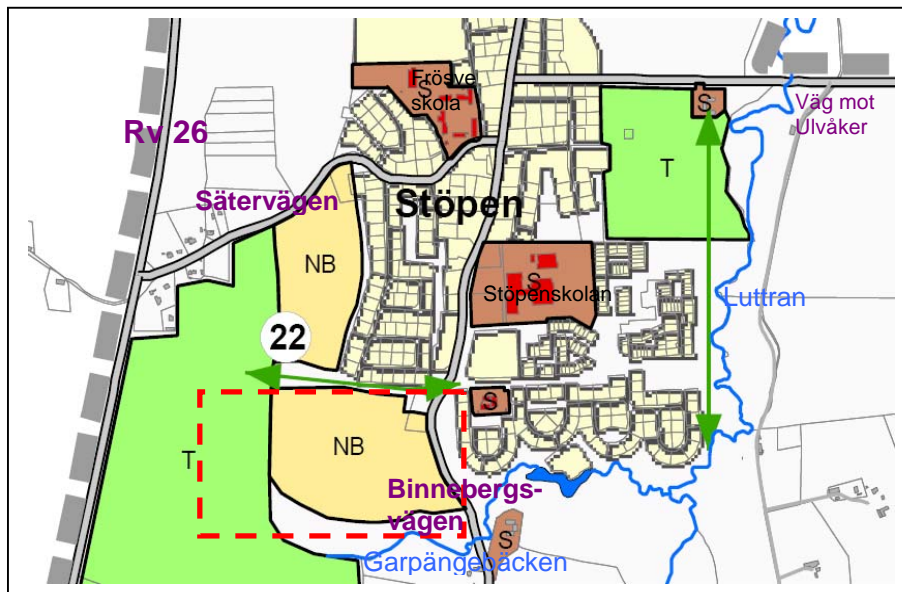 Frösve
S
skola
S
Väg mot
Ulvåker
Rv 26
T
Sätervägen
Stöpen
NB
S
Stöpenskolan
Luttran
22
S
T
NB
Binnebergs-
vägen
S
Garpängebäcken